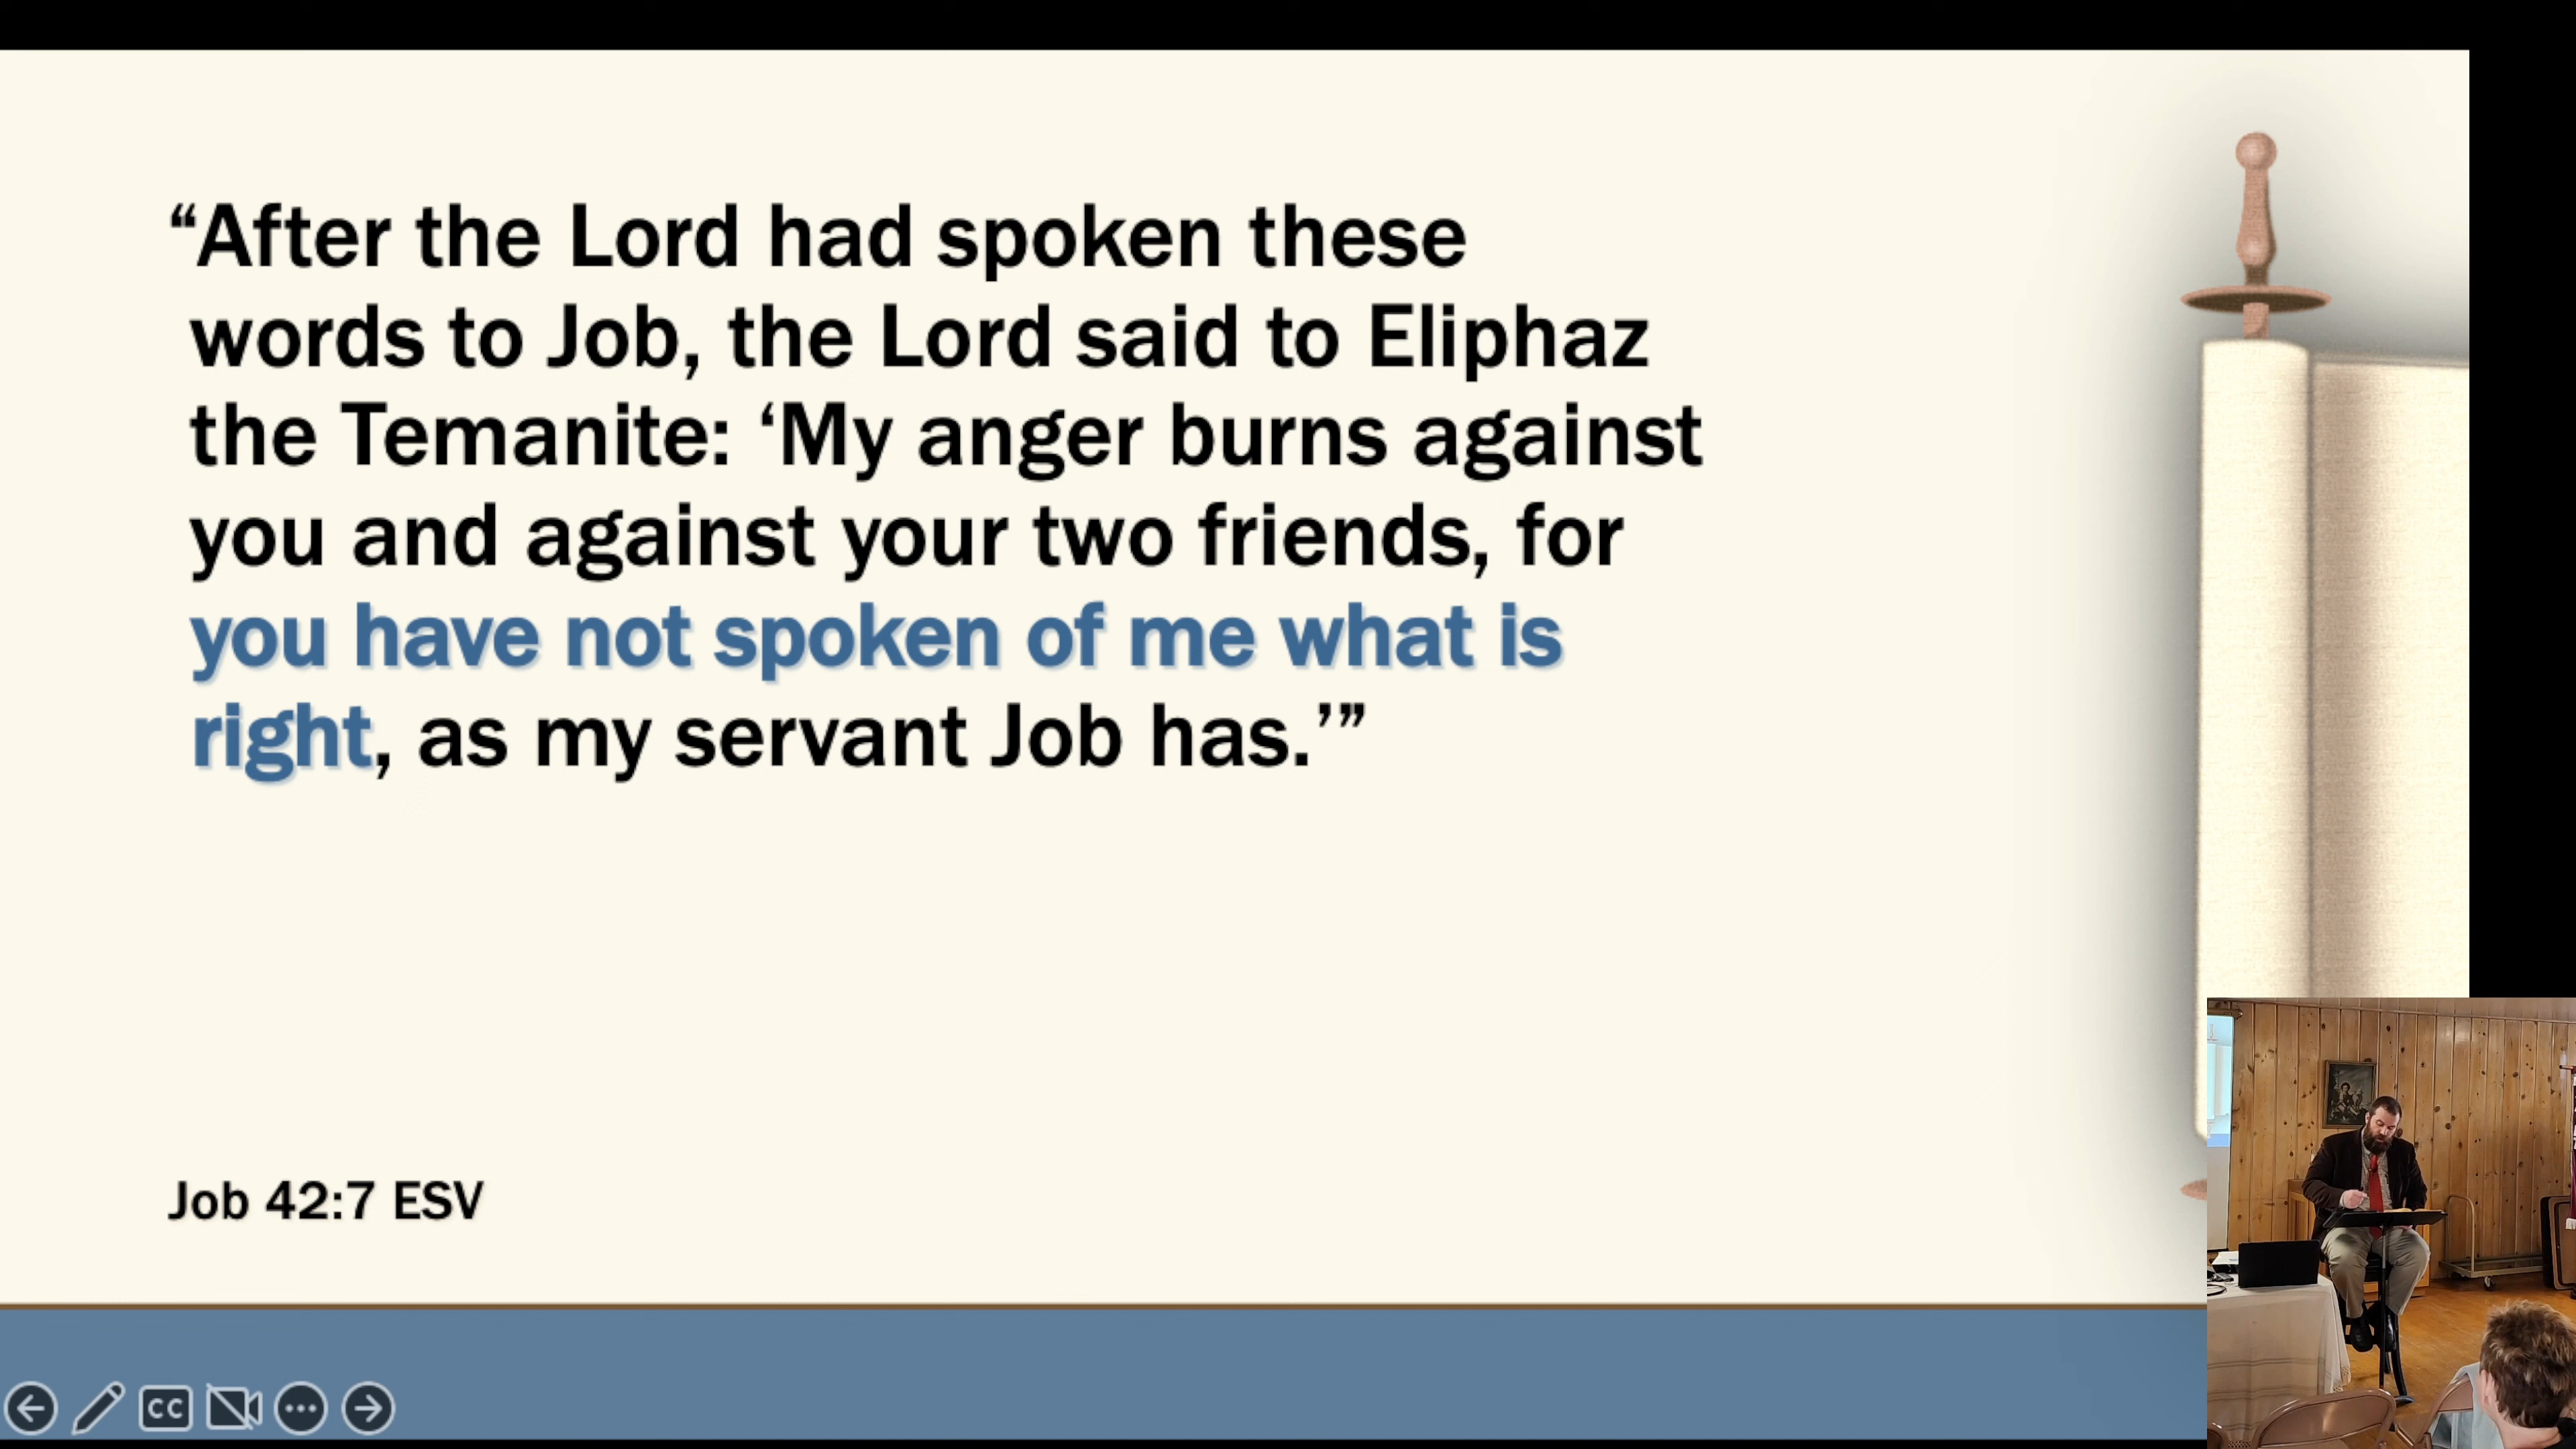 “After the Lord had spoken these
words to Job, the Lord said to Eliphaz
the Temanite: ‘My anger burns against
you and against your two friends, for
you have not spoken of me what is
right, as my servant Job has.’”
Job 42:7 ESV
CC